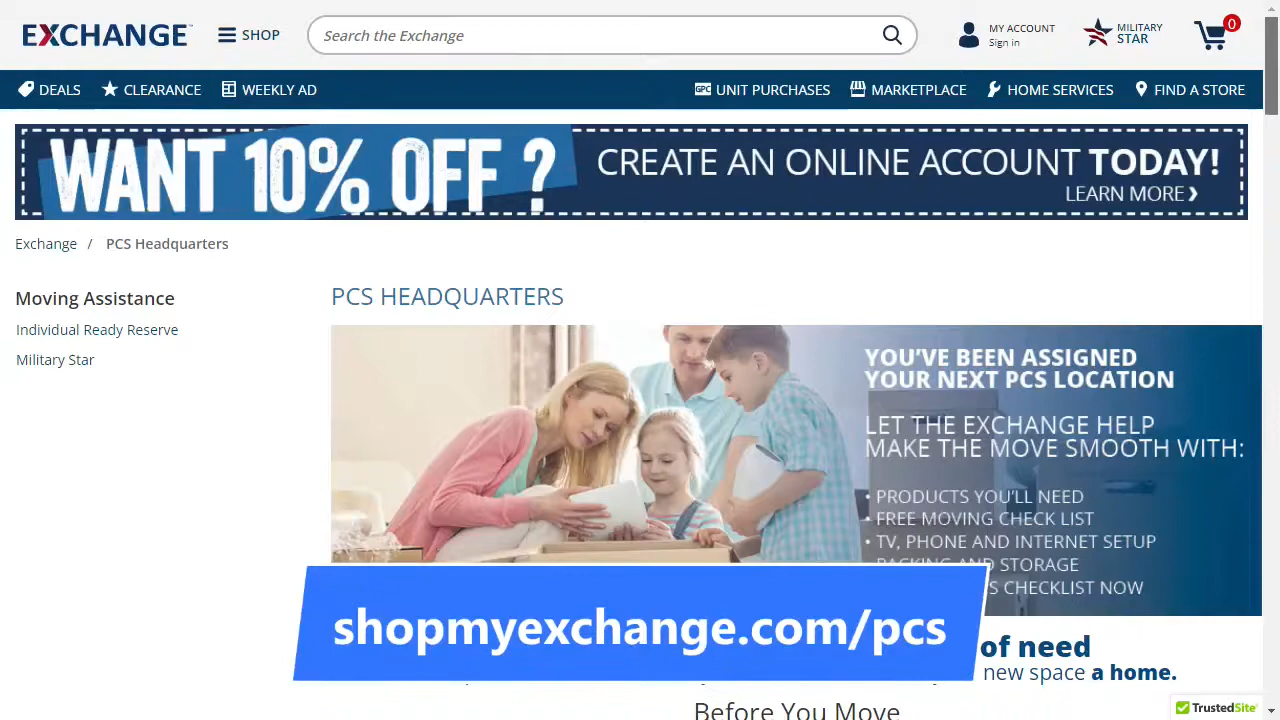 EXCHANGE
SHOP
Search the Exchange
MY ACCOUNT
Sign in
MILITARY
STAR
0
DEALS
CLEARANCE
WEEKLY AD
GPC UNIT PURCHASES
MARKETPLACE
HOME SERVICES
FIND A STORE
WANT 10% OFF ?
CREATE AN ONLINE ACCOUNT TODAY!
LEARN MORE ❯
Exchange / PCS Headquarters
Moving Assistance
Individual Ready Reserve
Military Star
PCS HEADQUARTERS
YOU'VE BEEN ASSIGNED
YOUR NEXT PCS LOCATION
LET THE EXCHANGE HELP
MAKE THE MOVE SMOOTH WITH:
• PRODUCTS YOU'LL NEED
• FREE MOVING CHECK LIST
• TV, PHONE AND INTERNET SETUP
PACKING AND STORAGE
CHECKLIST NOW
shopmyexchange.com/pcs
of need
new space a home.
Before You Move
TrustedSite